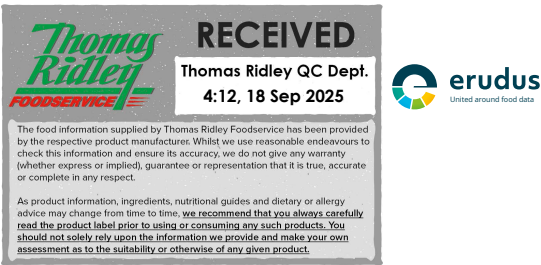 Thomas
Ridley
FOODSERVICE
RECEIVED
Thomas Ridley QC Dept.
4:12, 18 Sep 2025
The food information supplied by Thomas Ridley Foodservice has been provided
by the respective product manufacturer. Whilst we use reasonable endeavours to
check this information and ensure its accuracy, we do not give any warranty
(whether express or implied), guarantee or representation that it is true, accurate
or complete in any respect.
As product information, ingredients, nutritional guides and dietary or allergy
advice may change from time to time, we recommend that you always carefully
read the product label prior to using or consuming any such products. You
should not solely rely upon the information we provide and make your own
assessment as to the suitability or otherwise of any given product.
erudus
United around food data